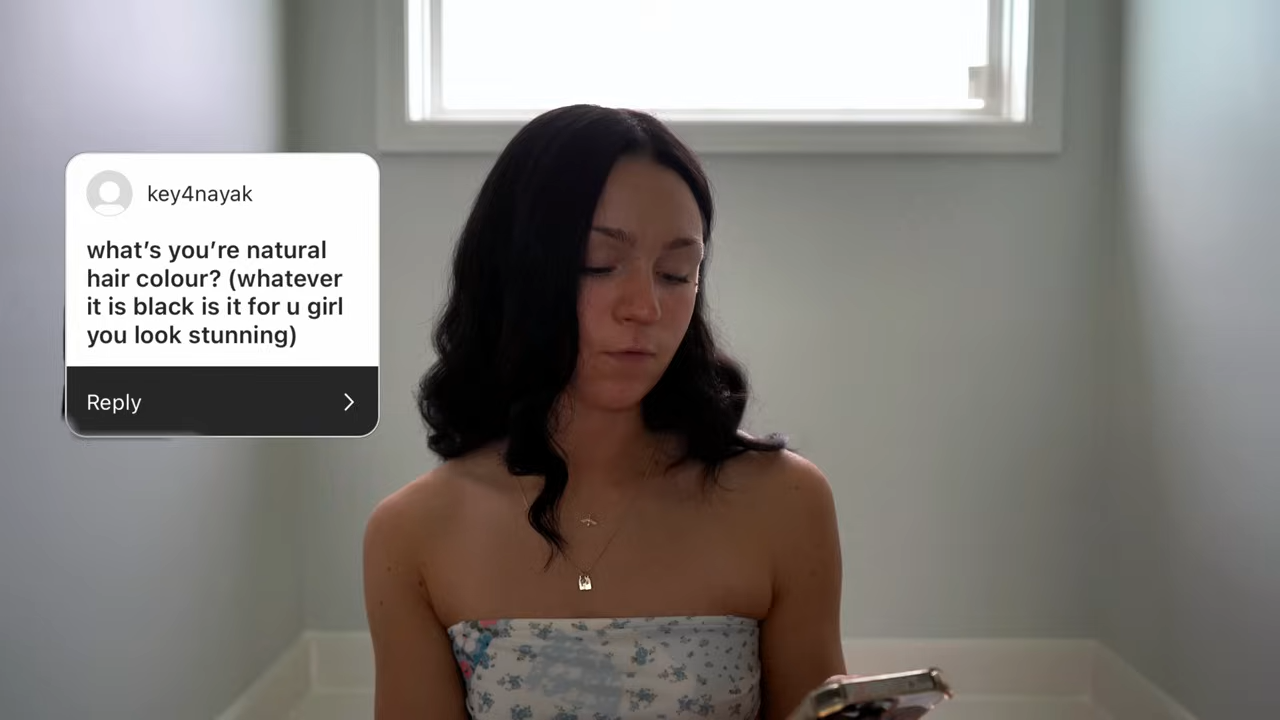 key4nayak
what’s you’re natural
hair colour? (whatever
it is black is it for u girl
you look stunning)
Reply